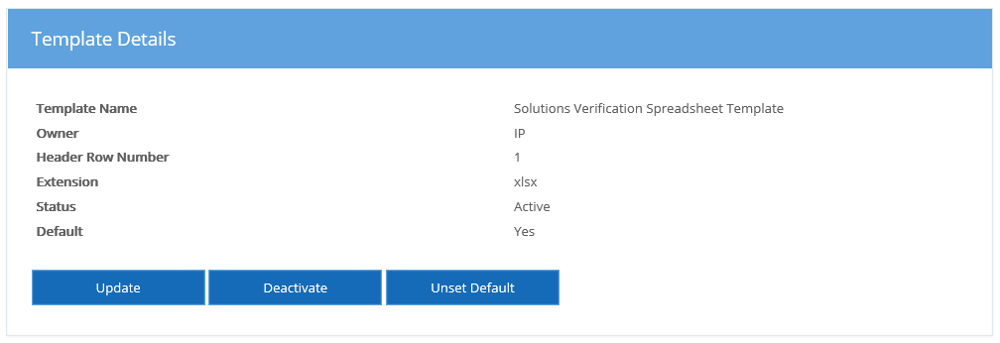 Template Details
Template Name Solutions Verification Spreadsheet Template
Owner IP
Header Row Number 1
Extension xlsx
Status Active
Default Yes
Update Deactivate Unset Default